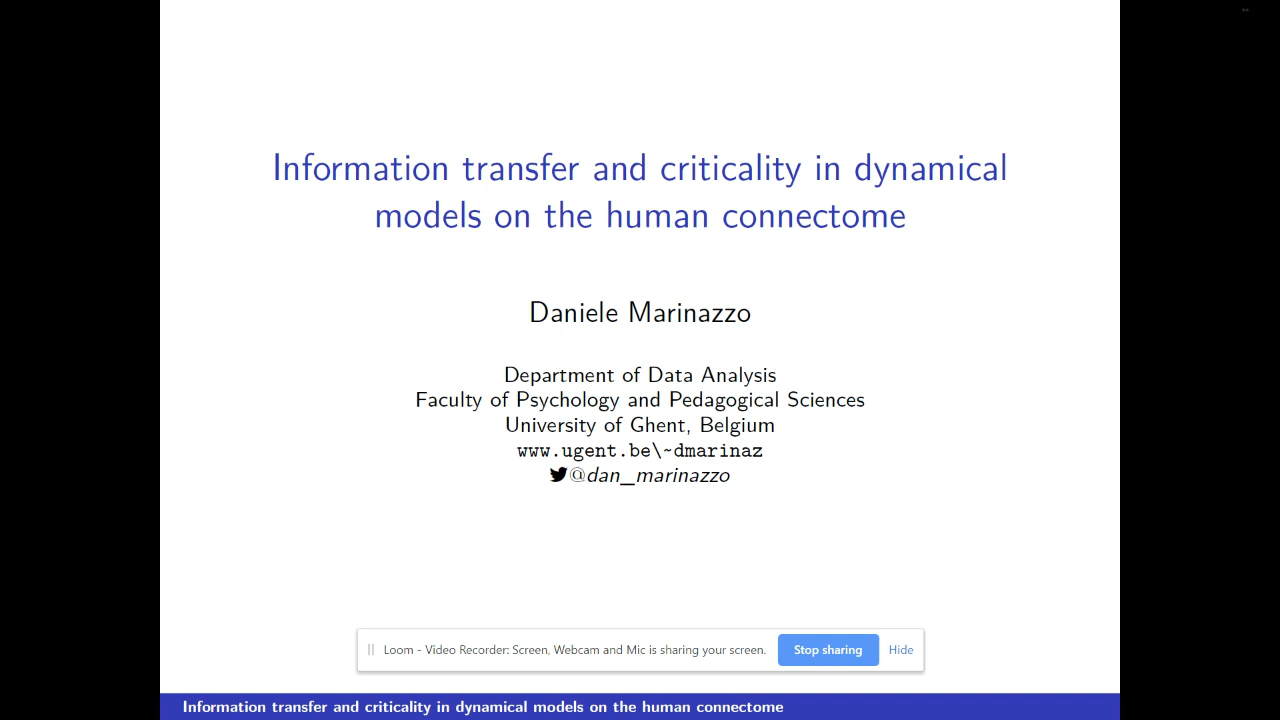 Information transfer and criticality in dynamical
models on the human connectome
Daniele Marinazzo
Department of Data Analysis
Faculty of Psychology and Pedagogical Sciences
University of Ghent, Belgium
www.ugent.be\~dmarinaz
@dan_marinazzo
Loom - Video Recorder: Screen, Webcam and Mic is sharing your screen. Stop sharing Hide
Information transfer and criticality in dynamical models on the human connectome